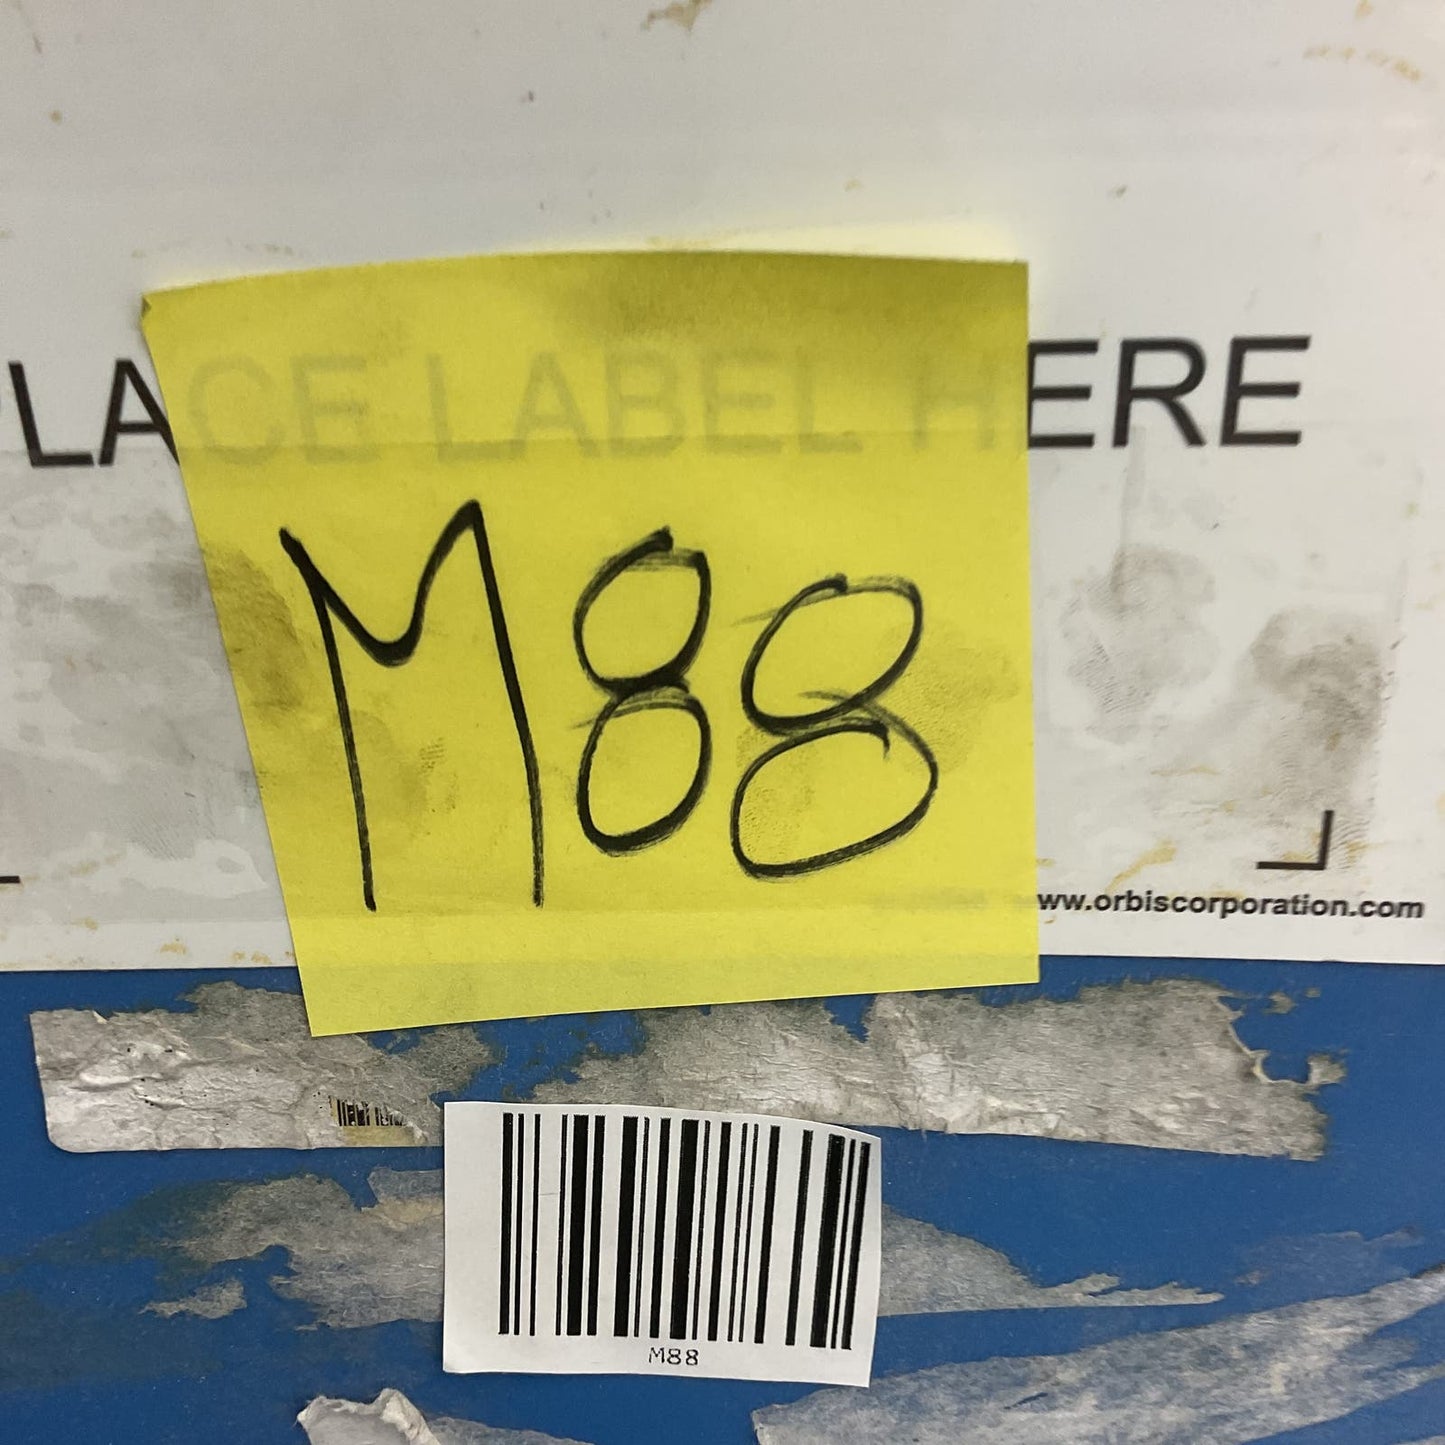 PLACE LABEL HERE
M88
www.orbiscorporation.com
M88